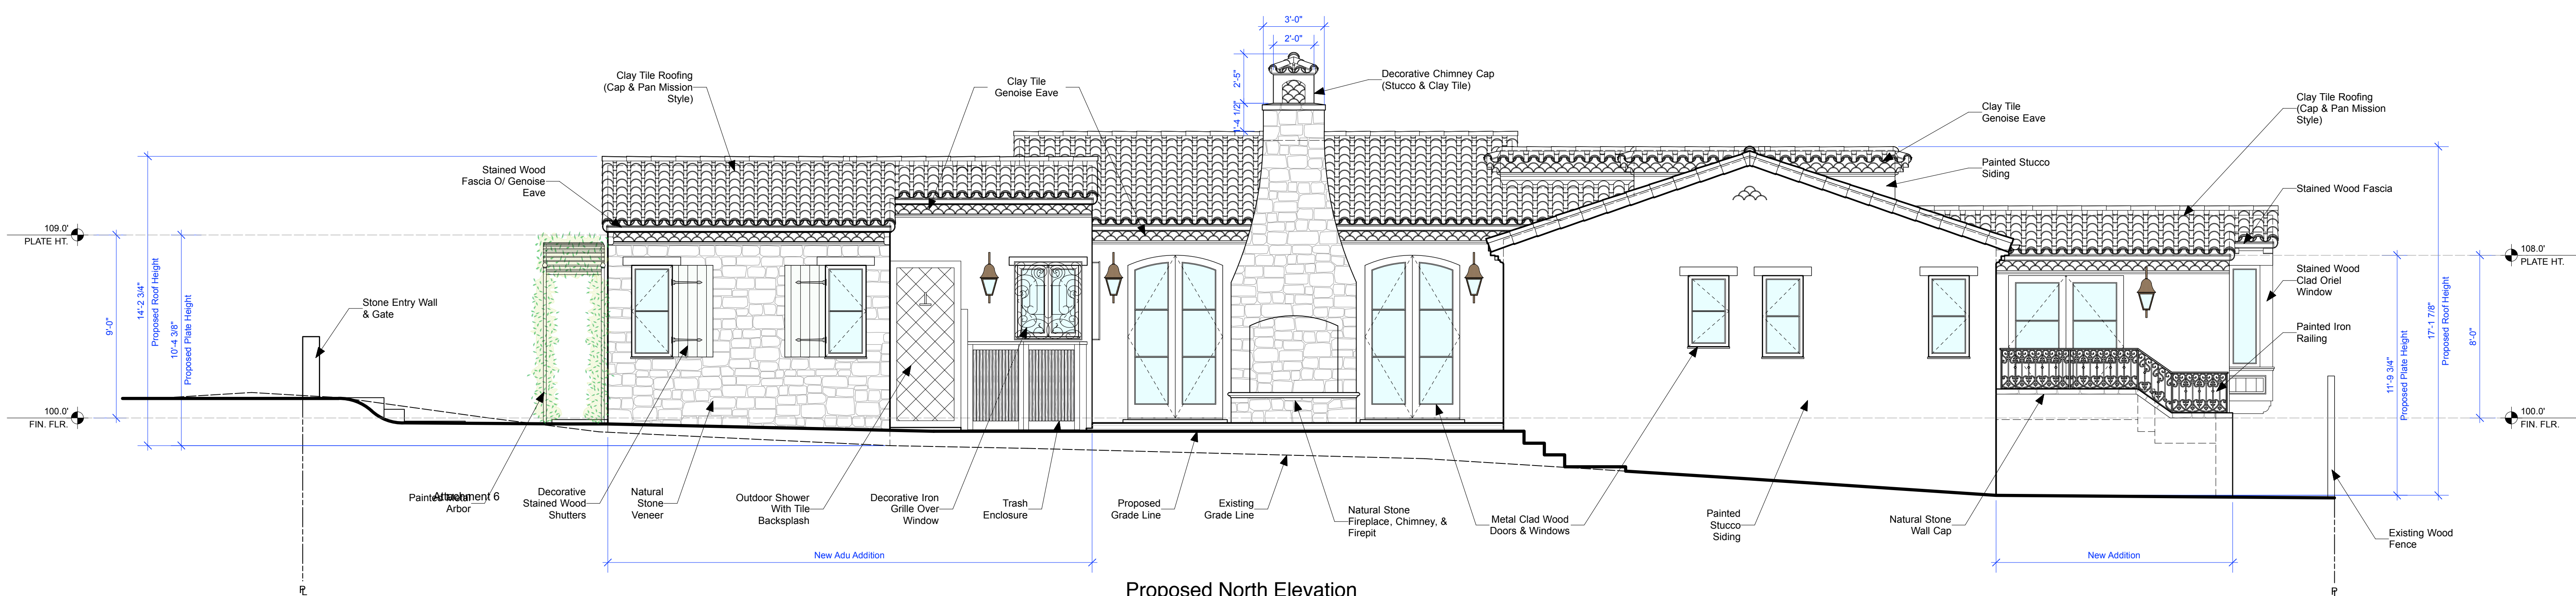 3'-0"
2'-0"
2'-5"
1'-4 1/2"
Decorative Chimney Cap
(Stucco & Clay Tile)
Clay Tile Roofing
(Cap & Pan Mission
Style)
Clay Tile
Genoise Eave
Clay Tile
Genoise Eave
Clay Tile Roofing
(Cap & Pan Mission
Style)
Stained Wood
Fascia O/ Genoise
Eave
Painted Stucco
Siding
Stained Wood Fascia
109.0'
PLATE HT.
108.0'
PLATE HT.
9'-0"
14'-2 3/4"
Proposed Roof Height
10'-4 3/8"
Proposed Plate Height
Stone Entry Wall
& Gate
Stained Wood
Clad Oriel
Window
Painted Iron
Railing
11'-9 3/4"
Proposed Plate Height
17'-1 7/8"
Proposed Roof Height
8'-0"
100.0'
FIN. FLR.
100.0'
FIN. FLR.
Attachment 6
Painted Metal
Arbor
Decorative
Stained Wood
Shutters
Natural
Stone
Veneer
Outdoor Shower
With Tile
Backsplash
Decorative Iron
Grille Over
Window
Trash
Enclosure
Proposed
Grade Line
Existing
Grade Line
Natural Stone
Fireplace, Chimney, &
Firepit
Metal Clad Wood
Doors & Windows
Painted
Stucco
Siding
Natural Stone
Wall Cap
Existing Wood
Fence
New Adu Addition
New Addition
PL
Proposed North Elevation